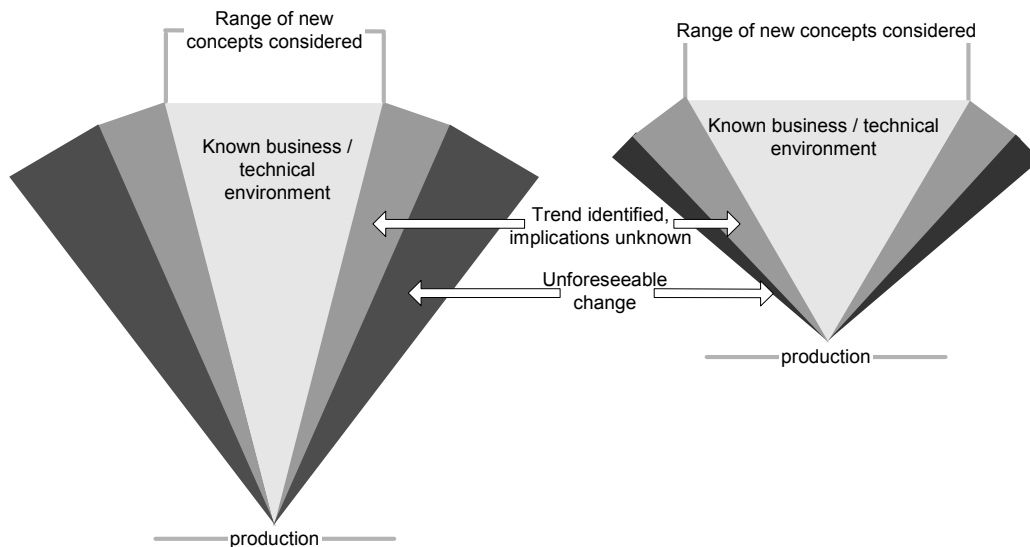 Range of new
concepts considered
Known business /
technical
environment
production
Range of new concepts considered
Known business / technical
environment
Trend identified,
implications unknown
Unforeseeable
change
production